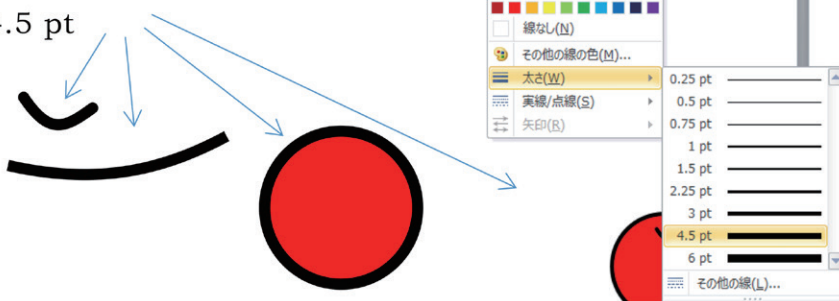 4.5 pt
線なし(N)
その他の線の色(M)...
太さ(W)
実線/点線(S)
矢印(R)
0.25 pt
0.5 pt
0.75 pt
1 pt
1.5 pt
2.25 pt
3 pt
4.5 pt
6 pt
その他の線(L)...